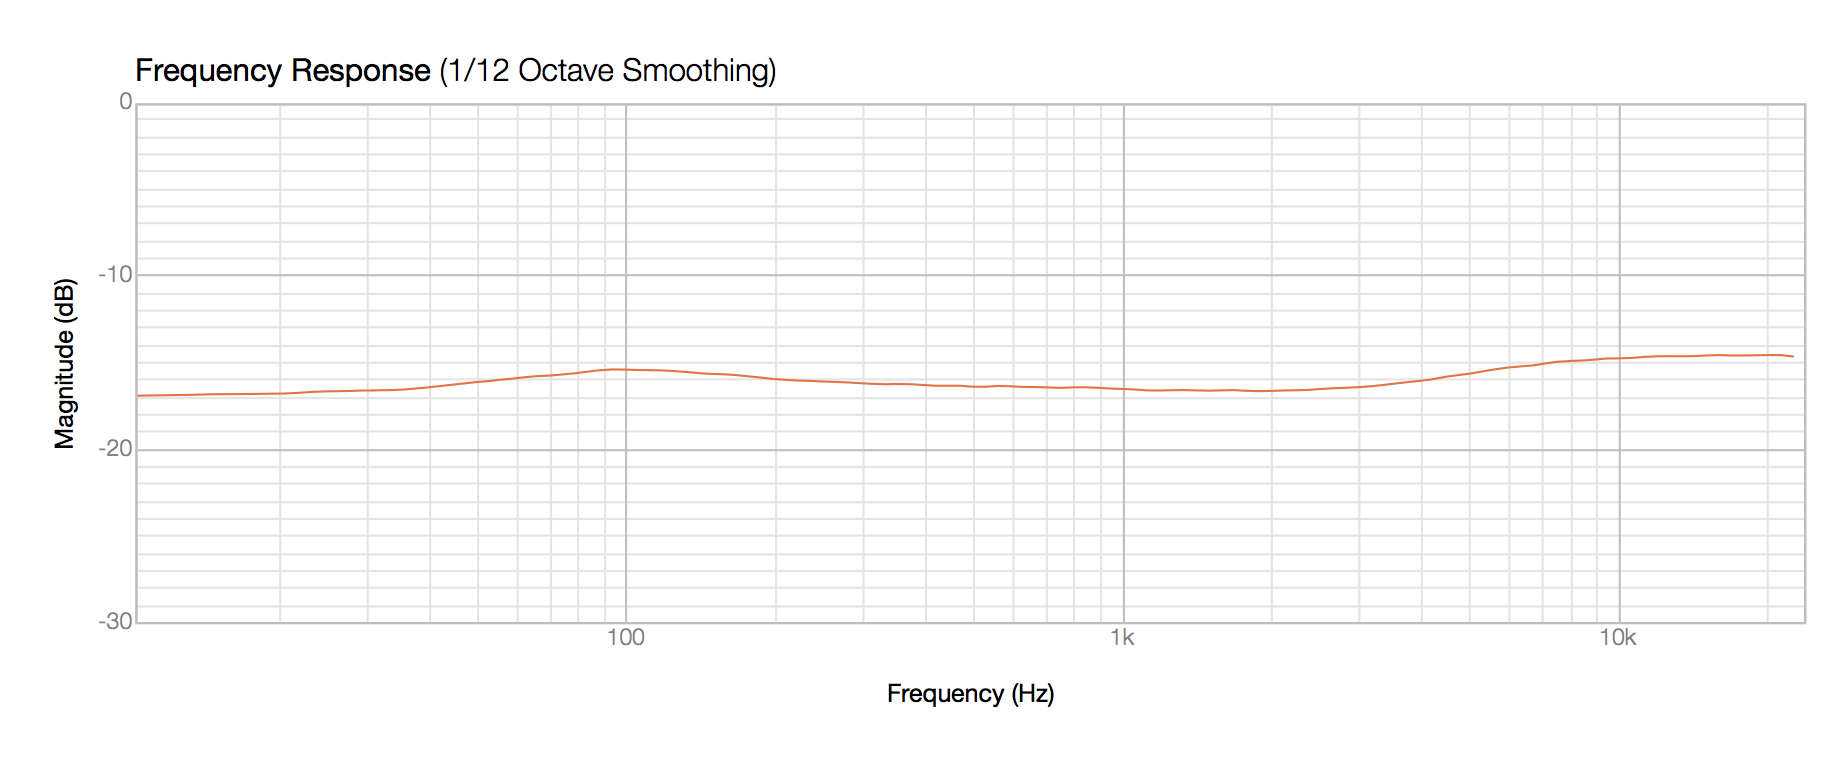 Frequency Response (1/12 Octave Smoothing)
0
-10
-20
-30
Magnitude (dB)
100 1k 10k
Frequency (Hz)